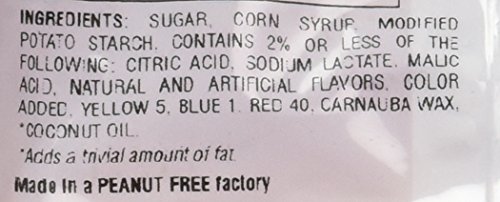 INGREDIENTS: SUGAR, CORN SYRUP, MODIFIED
POTATO STARCH, CONTAINS 2% OR LESS OF THE
FOLLOWING: CITRIC ACID, SODIUM LACTATE, MALIC
ACID, NATURAL AND ARTIFICIAL FLAVORS, COLOR
ADDED, YELLOW 5, BLUE 1, RED 40, CARNAUBA WAX,
*COCONUT OIL.
*Adds a trivial amount of fat.
Made in a PEANUT FREE factory